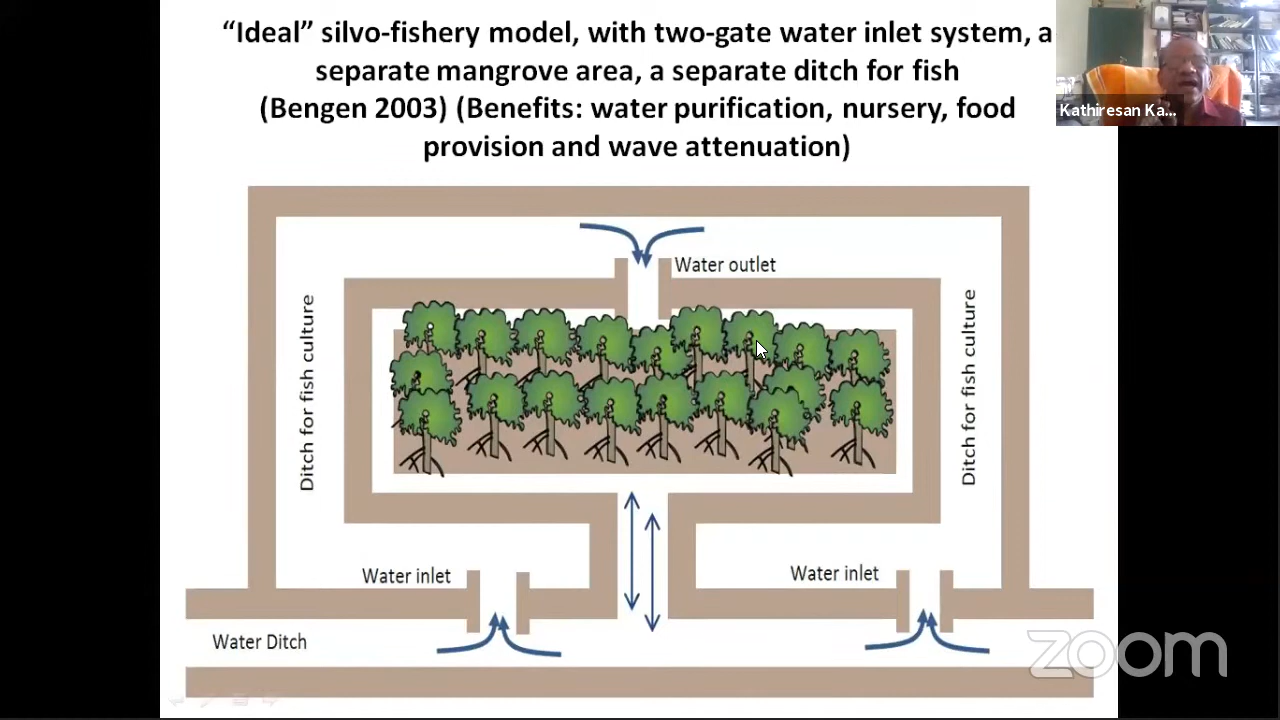 “Ideal” silvo-fishery model, with two-gate water inlet system, a
separate mangrove area, a separate ditch for fish
(Bengen 2003) (Benefits: water purification, nursery, food
provision and wave attenuation)
Kathiresan Ka...
Water outlet
Ditch for fish culture
Ditch for fish culture
Water inlet
Water inlet
Water Ditch
zoom